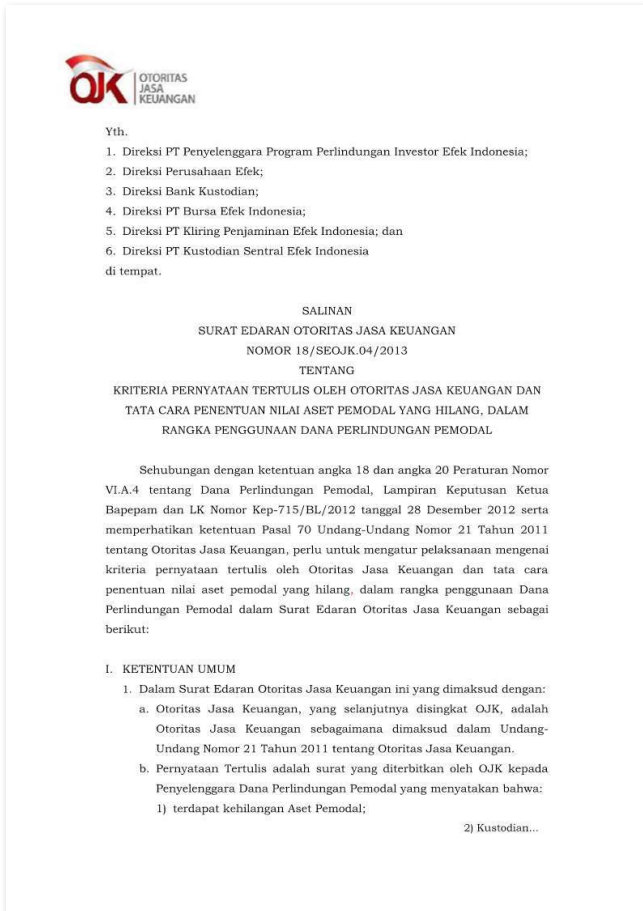 OJK
OTORITAS
JASA
KEUANGAN
Yth.
1. Direksi PT Penyelenggara Program Perlindungan Investor Efek Indonesia;
2. Direksi Perusahaan Efek;
3. Direksi Bank Kustodian;
4. Direksi PT Bursa Efek Indonesia;
5. Direksi PT Kliring Penjaminan Efek Indonesia; dan
6. Direksi PT Kustodian Sentral Efek Indonesia
di tempat.
SALINAN
SURAT EDARAN OTORITAS JASA KEUANGAN
NOMOR 18/SEOJK.04/2013
TENTANG
KRITERIA PERNYATAAN TERTULIS OLEH OTORITAS JASA KEUANGAN DAN
TATA CARA PENENTUAN NILAI ASET PEMODAL YANG HILANG, DALAM
RANGKA PENGGUNAAN DANA PERLINDUNGAN PEMODAL
Sehubungan dengan ketentuan angka 18 dan angka 20 Peraturan Nomor
VI.A.4 tentang Dana Perlindungan Pemodal, Lampiran Keputusan Ketua
Bapepam dan LK Nomor Kep-715/BL/2012 tanggal 28 Desember 2012 serta
memperhatikan ketentuan Pasal 70 Undang-Undang Nomor 21 Tahun 2011
tentang Otoritas Jasa Keuangan, perlu untuk mengatur pelaksanaan mengenai
kriteria pernyataan tertulis oleh Otoritas Jasa Keuangan dan tata cara
penentuan nilai aset pemodal yang hilang, dalam rangka penggunaan Dana
Perlindungan Pemodal dalam Surat Edaran Otoritas Jasa Keuangan sebagai
berikut:
I. KETENTUAN UMUM
1. Dalam Surat Edaran Otoritas Jasa Keuangan ini yang dimaksud dengan:
a. Otoritas Jasa Keuangan, yang selanjutnya disingkat OJK, adalah
Otoritas Jasa Keuangan sebagaimana dimaksud dalam Undang-
Undang Nomor 21 Tahun 2011 tentang Otoritas Jasa Keuangan.
b. Pernyataan Tertulis adalah surat yang diterbitkan oleh OJK kepada
Penyelenggara Dana Perlindungan Pemodal yang menyatakan bahwa:
1) terdapat kehilangan Aset Pemodal;
2) Kustodian...